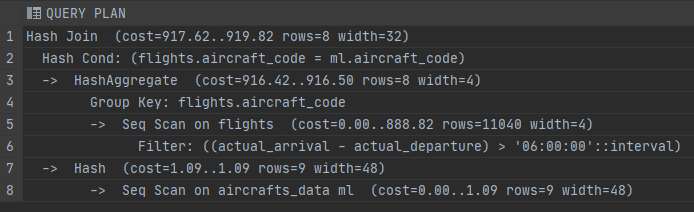 QUERY PLAN
1 Hash Join  (cost=917.62..919.82 rows=8 width=32)
2   Hash Cond: (flights.aircraft_code = ml.aircraft_code)
3   ->  HashAggregate  (cost=916.42..916.50 rows=8 width=4)
4         Group Key: flights.aircraft_code
5         ->  Seq Scan on flights  (cost=0.00..888.82 rows=11040 width=4)
6               Filter: ((actual_arrival - actual_departure) > '06:00:00'::interval)
7   ->  Hash  (cost=1.09..1.09 rows=9 width=48)
8         ->  Seq Scan on aircrafts_data ml  (cost=0.00..1.09 rows=9 width=48)